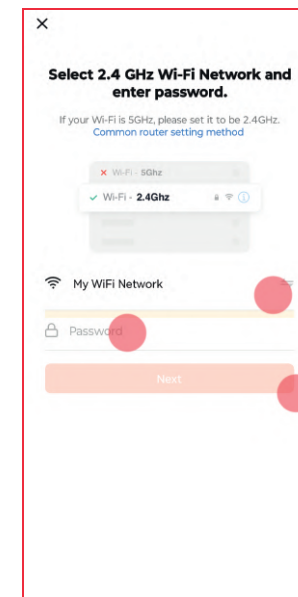 Select 2.4 GHz Wi-Fi Network and
enter password.
If your Wi-Fi is 5GHz, please set it to be 2.4GHz.
Common router setting method
Wi-Fi - 5Ghz
Wi-Fi - 2.4Ghz
My WiFi Network
Password
Next